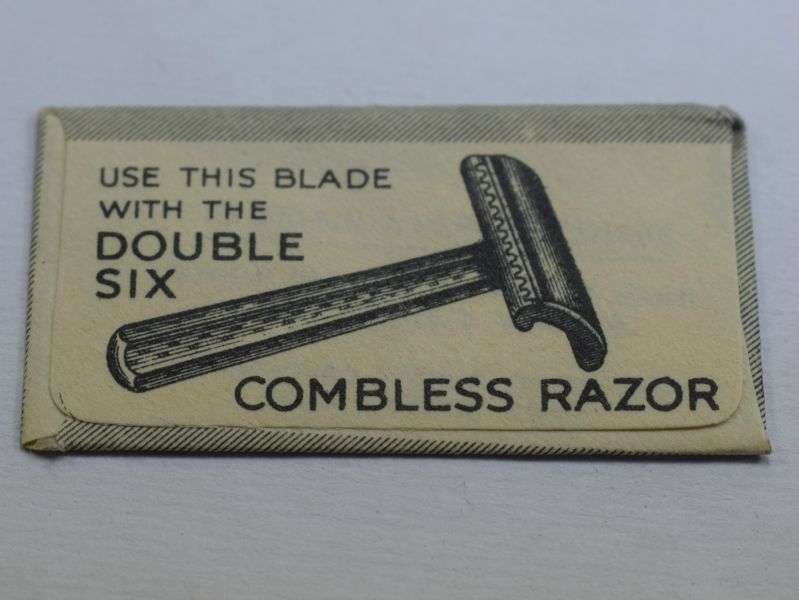 USE THIS BLADE
WITH THE
DOUBLE
SIX
COMBLESS RAZOR